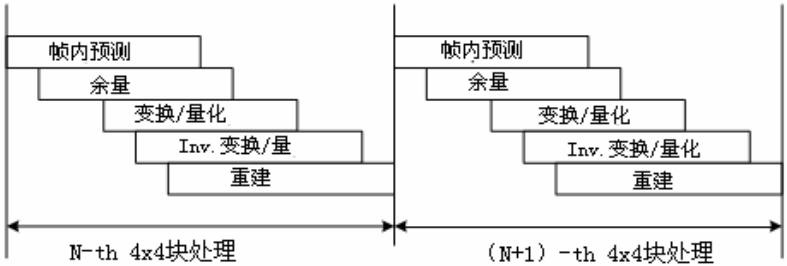 帧内预测
余量
变换/量化
Inv.变换/量
重建
N-th 4x4块处理
帧内预测
余量
变换/量化
Inv.变换/量化
重建
（N+1）-th 4x4块处理